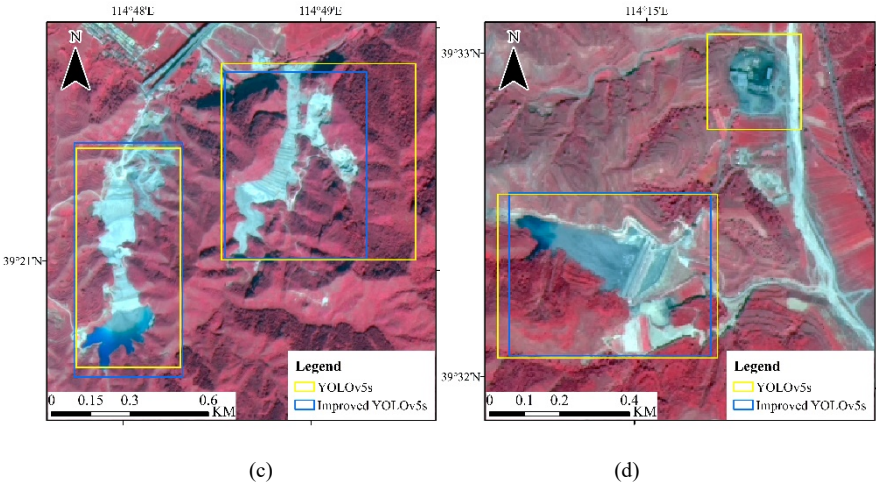 114°48′E
114°49′E
N
39°21′N
Legend
YOLOv5s
Improved YOLOv5s
0 0.15 0.3 0.6
KM
(c)
114°15′E
39°33′N
N
39°32′N
Legend
YOLOv5s
Improved YOLOv5s
0 0.1 0.2 0.4
KM
(d)